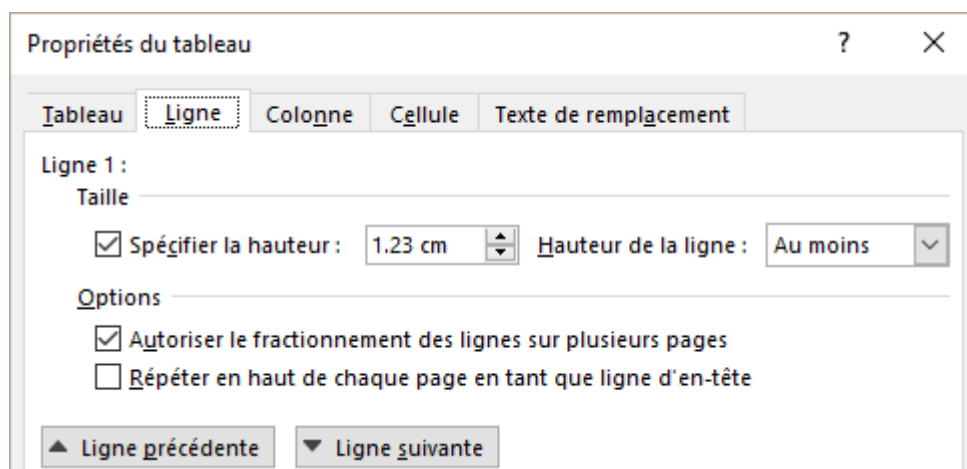 Propriétés du tableau ?
Tableau Ligne Colonne Cellule Texte de remplacement
Ligne 1 :
Taille
Spécifier la hauteur : 1.23 cm Hauteur de la ligne : Au moins
Options
Autoriser le fractionnement des lignes sur plusieurs pages
Répéter en haut de chaque page en tant que ligne d'en-tête
Ligne précédente Ligne suivante